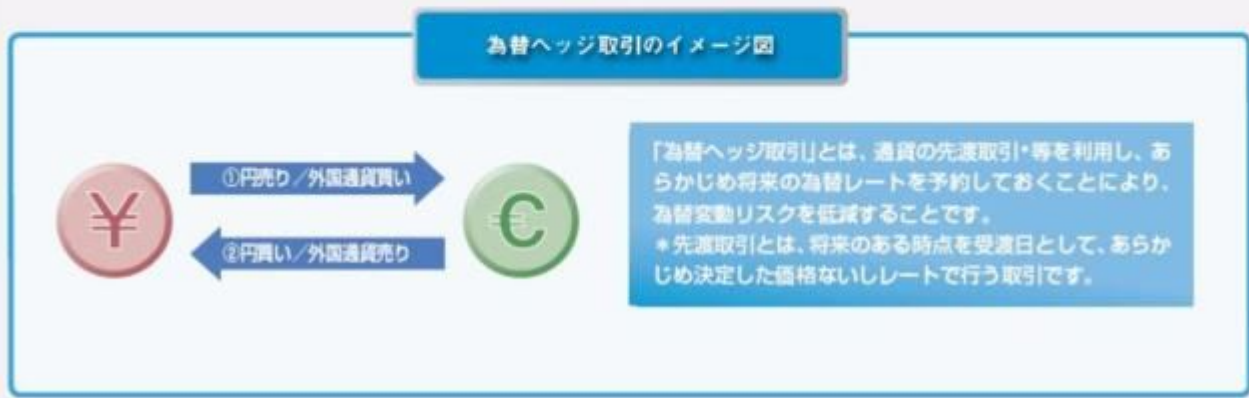 為替ヘッジ取引のイメージ図
¥
①円売り/外国通貨買い
②円買い/外国通貨売り
€
「為替ヘッジ取引」とは、通貨の先渡取引*等を利用し、あ
らかじめ将来の為替レートを予約しておくことにより、
為替変動リスクを低減することです。
*先渡取引とは、将来のある時点を受渡日として、あらか
じめ決定した価格ないしレートで行う取引です。